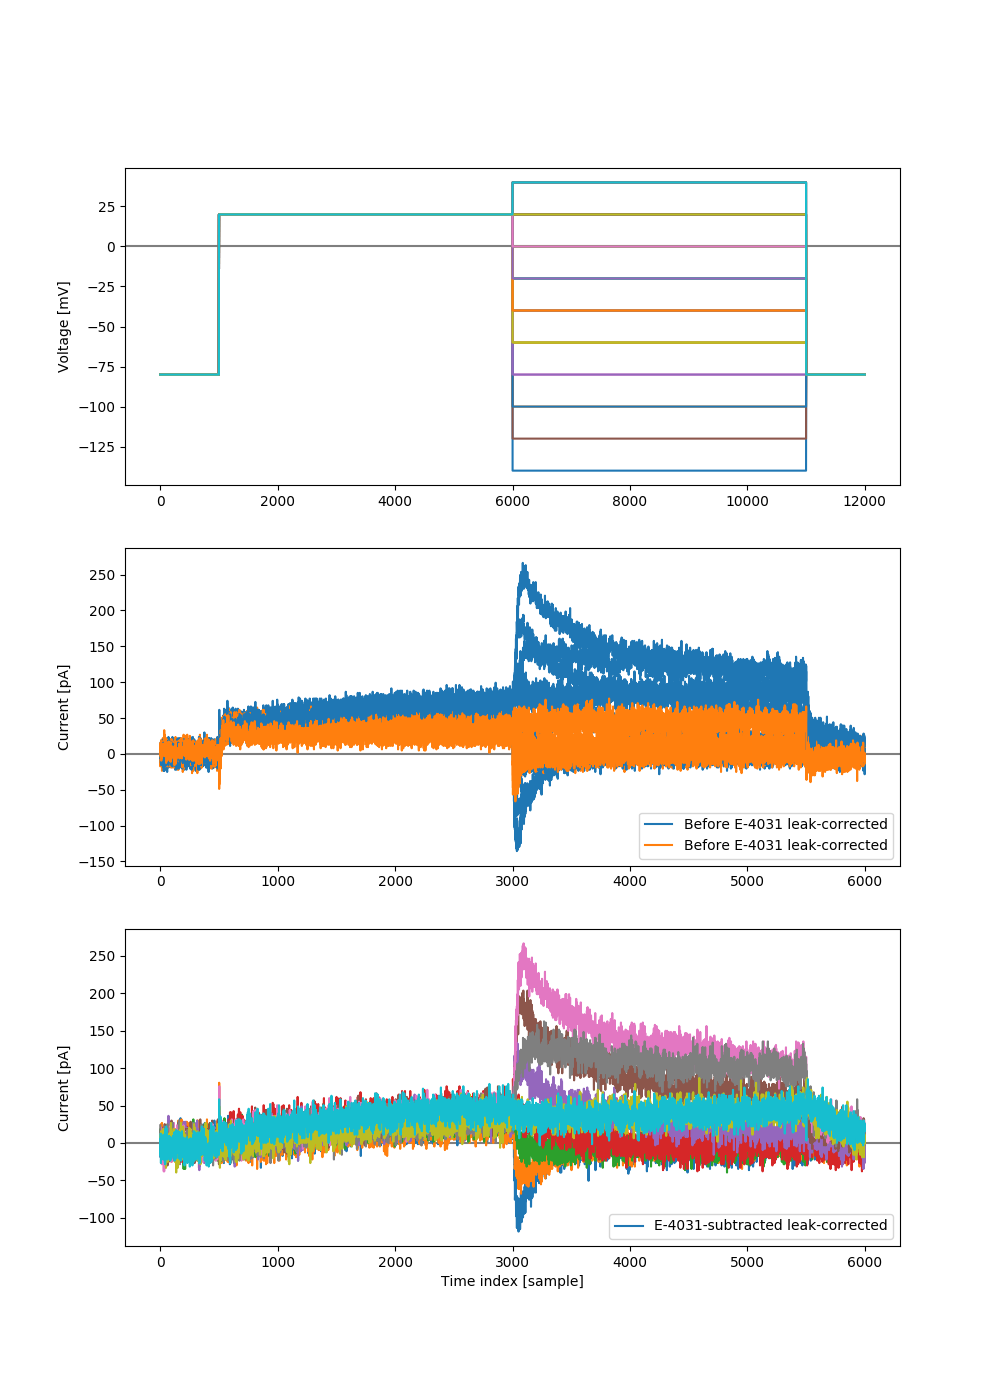 25
0
−25
−50
−75
−100
−125
Voltage [mV]
0 2000 4000 6000 8000 10000 12000
250
200
150
100
50
0
−50
−100
−150
Current [pA]
Before E-4031 leak-corrected
Before E-4031 leak-corrected
0 1000 2000 3000 4000 5000 6000
250
200
150
100
50
0
−50
−100
Current [pA]
E-4031-subtracted leak-corrected
0 1000 2000 3000 4000 5000 6000
Time index [sample]